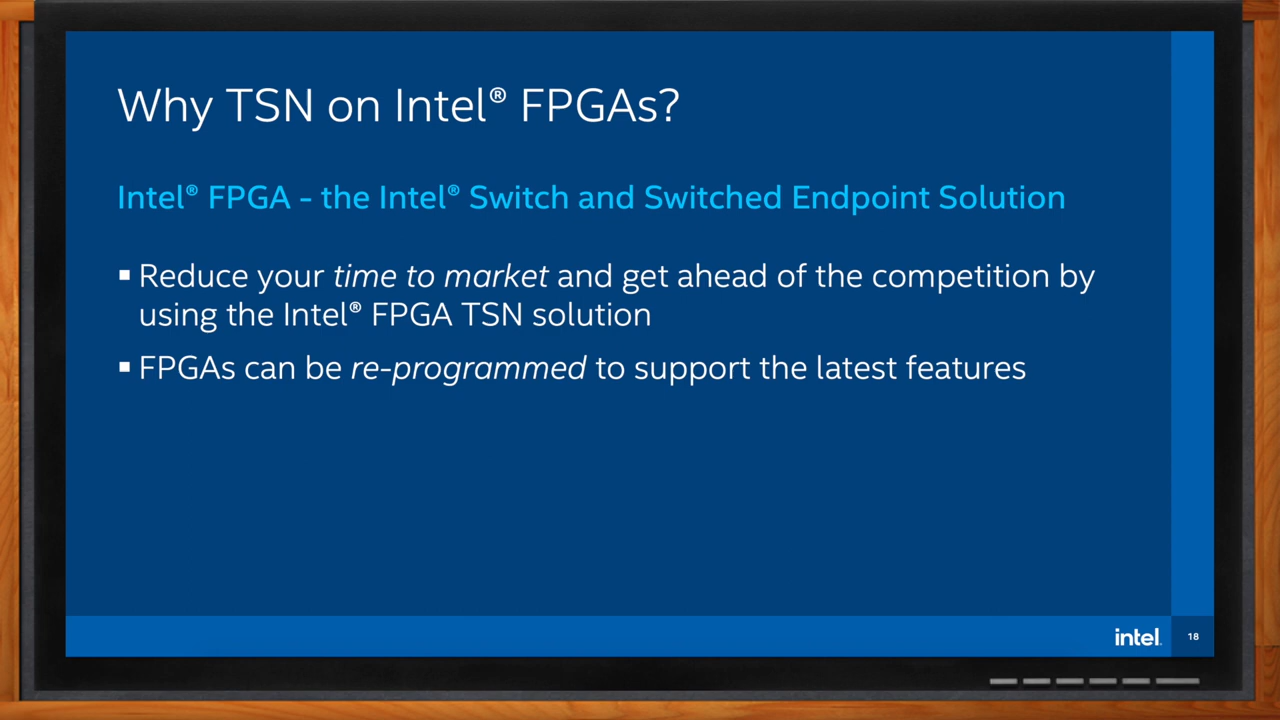 Why TSN on Intel® FPGAs?
Intel® FPGA - the Intel® Switch and Switched Endpoint Solution
▪ Reduce your time to market and get ahead of the competition by
using the Intel® FPGA TSN solution
▪ FPGAs can be re-programmed to support the latest features
intel.
18